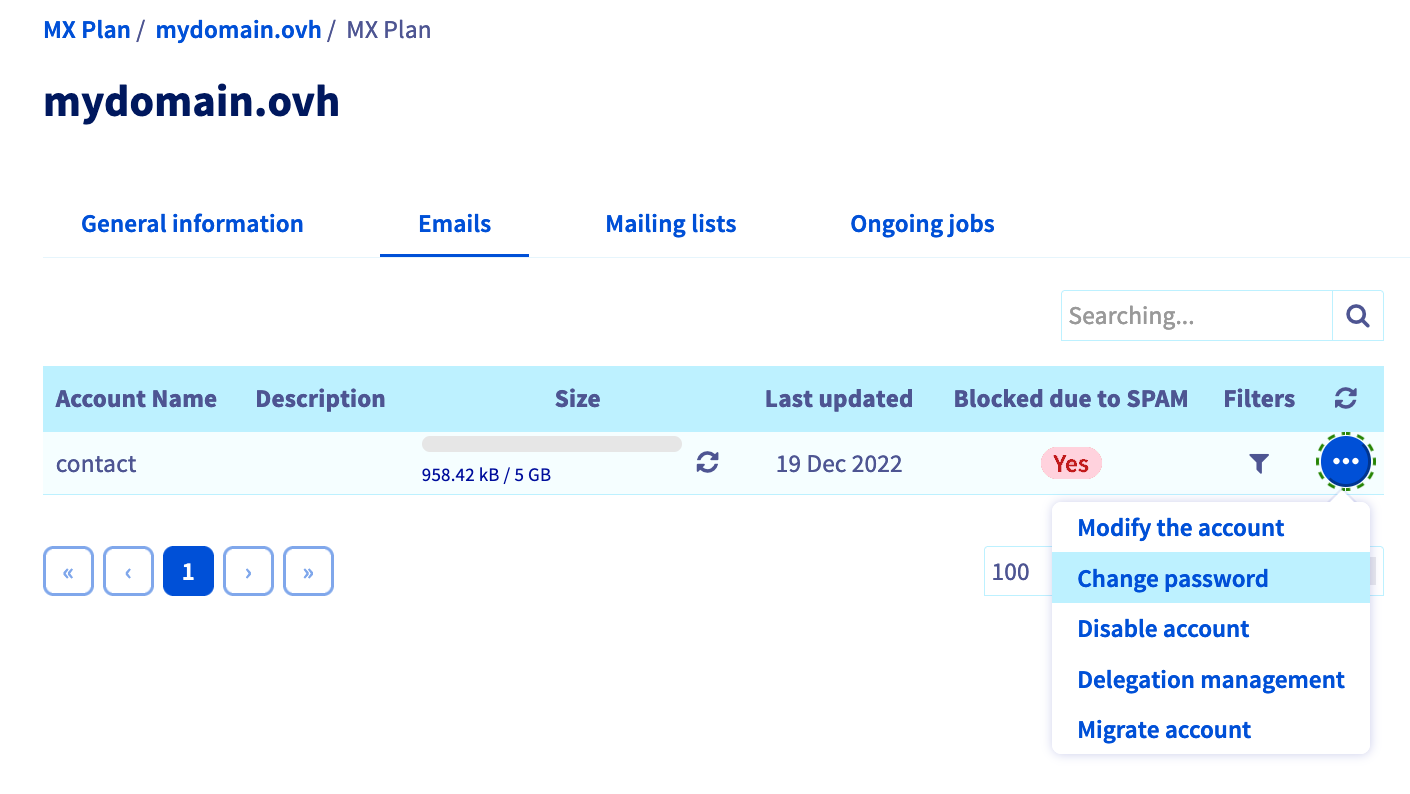 MX Plan / mydomain.ovh / MX Plan
mydomain.ovh
General information Emails Mailing lists Ongoing jobs
Searching...
Account Name Description Size Last updated Blocked due to SPAM Filters
contact 958.42 kB / 5 GB 19 Dec 2022 Yes
Modify the account
« ‹ 1 › » 100
Change password
Disable account
Delegation management
Migrate account